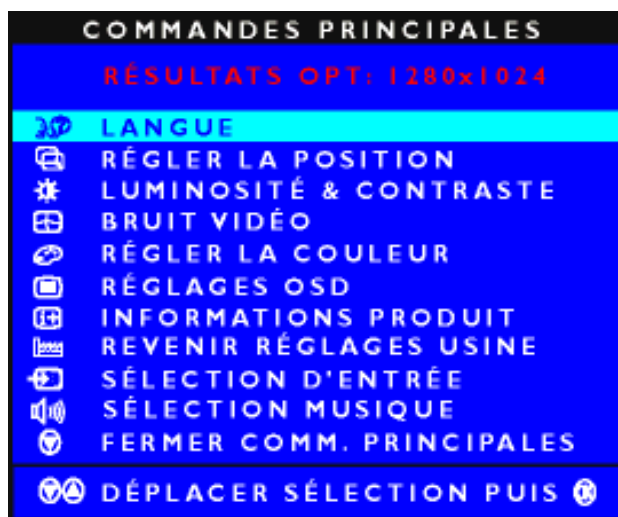 COMMANDES PRINCIPALES
RÉSULTATS OPT: 1280x1024
LANGUE
RÉGLER LA POSITION
LUMINOSITÉ & CONTRASTE
BRUIT VIDÉO
RÉGLER LA COULEUR
RÉGLAGES OSD
INFORMATIONS PRODUIT
REVENIR RÉGLAGES USINE
SÉLECTION D'ENTRÉE
SÉLECTION MUSIQUE
FERMER COMM. PRINCIPALES
DÉPLACER SÉLECTION PUIS OK